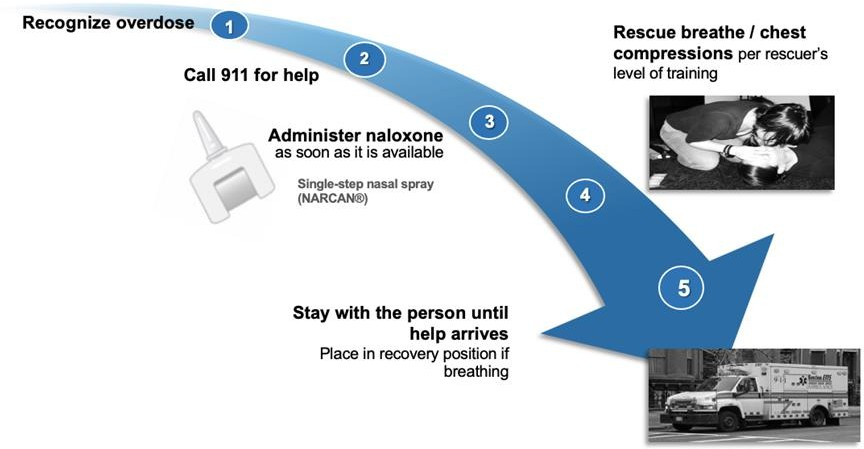 Recognize overdose
1
2
Call 911 for help
3
Administer naloxone
as soon as it is available
Single-step nasal spray
(NARCAN®)
Rescue breathe / chest
compressions per rescuer's
level of training
4
5
Stay with the person until
help arrives
Place in recovery position if
breathing